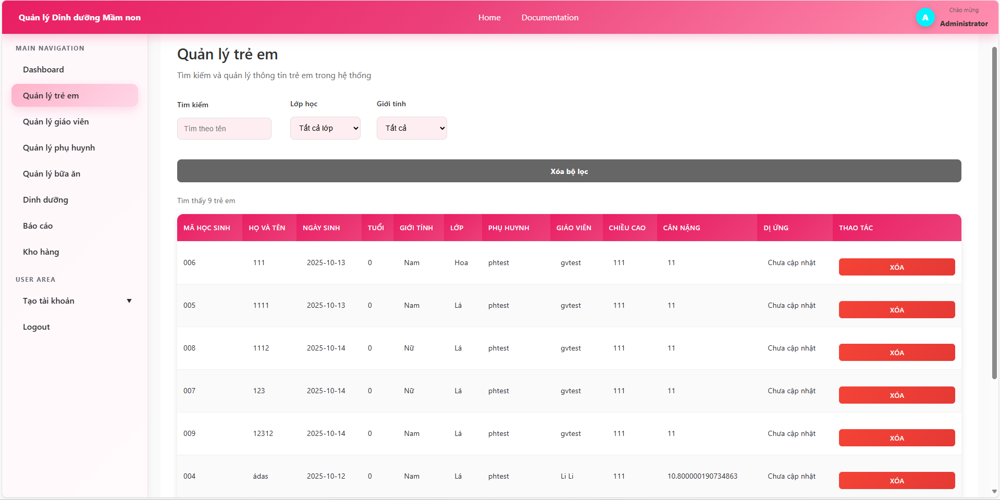 Quản lý Dinh dưỡng Mầm non
Home
Documentation
A
Chào mừng
Administrator
MAIN NAVIGATION
Dashboard
Quản lý trẻ em
Quản lý giáo viên
Quản lý phụ huynh
Quản lý bữa ăn
Dinh dưỡng
Báo cáo
Kho hàng
USER AREA
Tạo tài khoản ▼
Logout
Quản lý trẻ em
Tìm kiếm và quản lý thông tin trẻ em trong hệ thống
Tìm kiếm Lớp học Giới tính
Tìm theo tên Tất cả lớp Tất cả
Xóa bộ lọc
Tìm thấy 9 trẻ em
MÃ HỌC SINH HỌ VÀ TÊN NGÀY SINH TUỔI GIỚI TÍNH LỚP PHỤ HUYNH GIÁO VIÊN CHIỀU CAO CÂN NẶNG DỊ ỨNG THAO TÁC
006 111 2025-10-13 0 Nam Hoa phtest gvtest 111 11 Chưa cập nhật XÓA
005 1111 2025-10-13 0 Nam Lá phtest gvtest 111 11 Chưa cập nhật XÓA
008 1112 2025-10-14 0 Nữ Lá phtest gvtest 111 11 Chưa cập nhật XÓA
007 123 2025-10-14 0 Nữ Lá phtest gvtest 111 11 Chưa cập nhật XÓA
009 12312 2025-10-14 0 Nam Lá phtest gvtest 111 11 Chưa cập nhật XÓA
004 ádas 2025-10-12 0 Nam Lá phtest Li Li 111 10.800000190734863 Chưa cập nhật XÓA